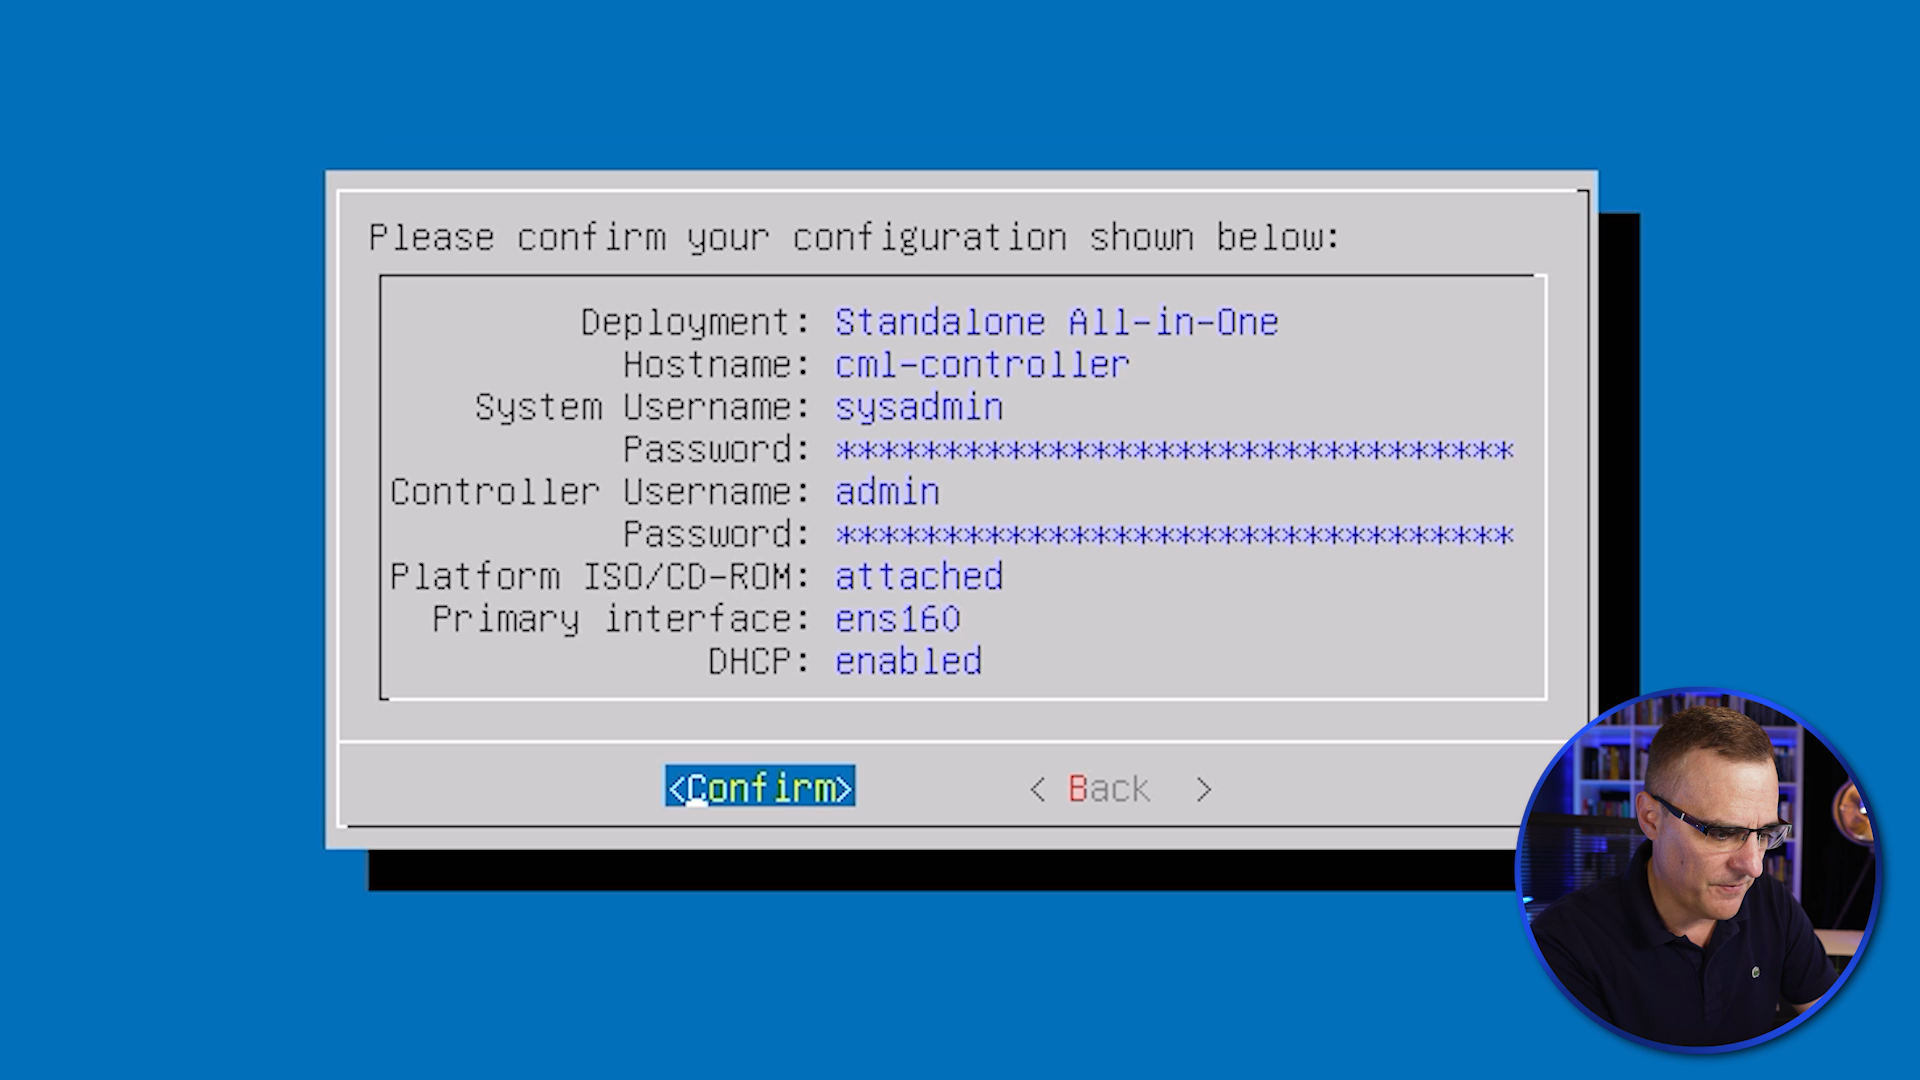 Please confirm your configuration shown below:
Deployment: Standalone All-in-One
Hostname: cml-controller
System Username: sysadmin
Password: ********************************
Controller Username: admin
Password: ********************************
Platform ISO/CD-ROM: attached
Primary interface: ens160
DHCP: enabled
<Confirm> < Back >